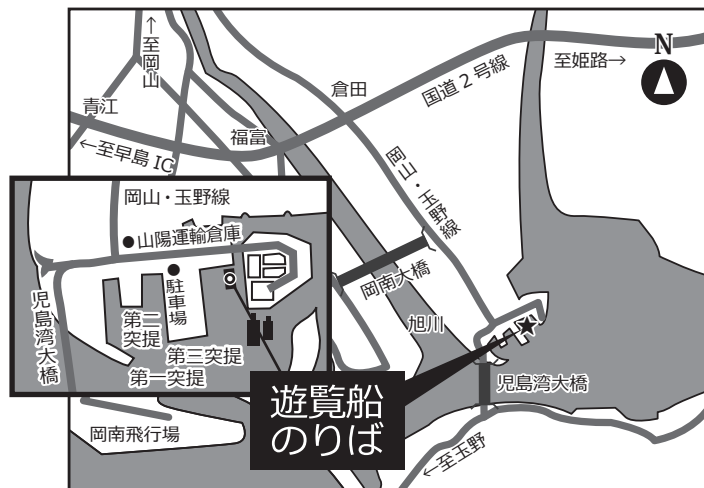 ←至岡山
N
至姫路→
倉田
国道2号線
青江
福富
←至早島IC
岡山・玉野線
岡山・玉野線
山陽運輸倉庫
岡南大橋
駐車場
児島湾大橋
第二
突提
第三突提
第一突提
旭川
遊覧船
のりば
児島湾大橋
岡南飛行場
←至玉野